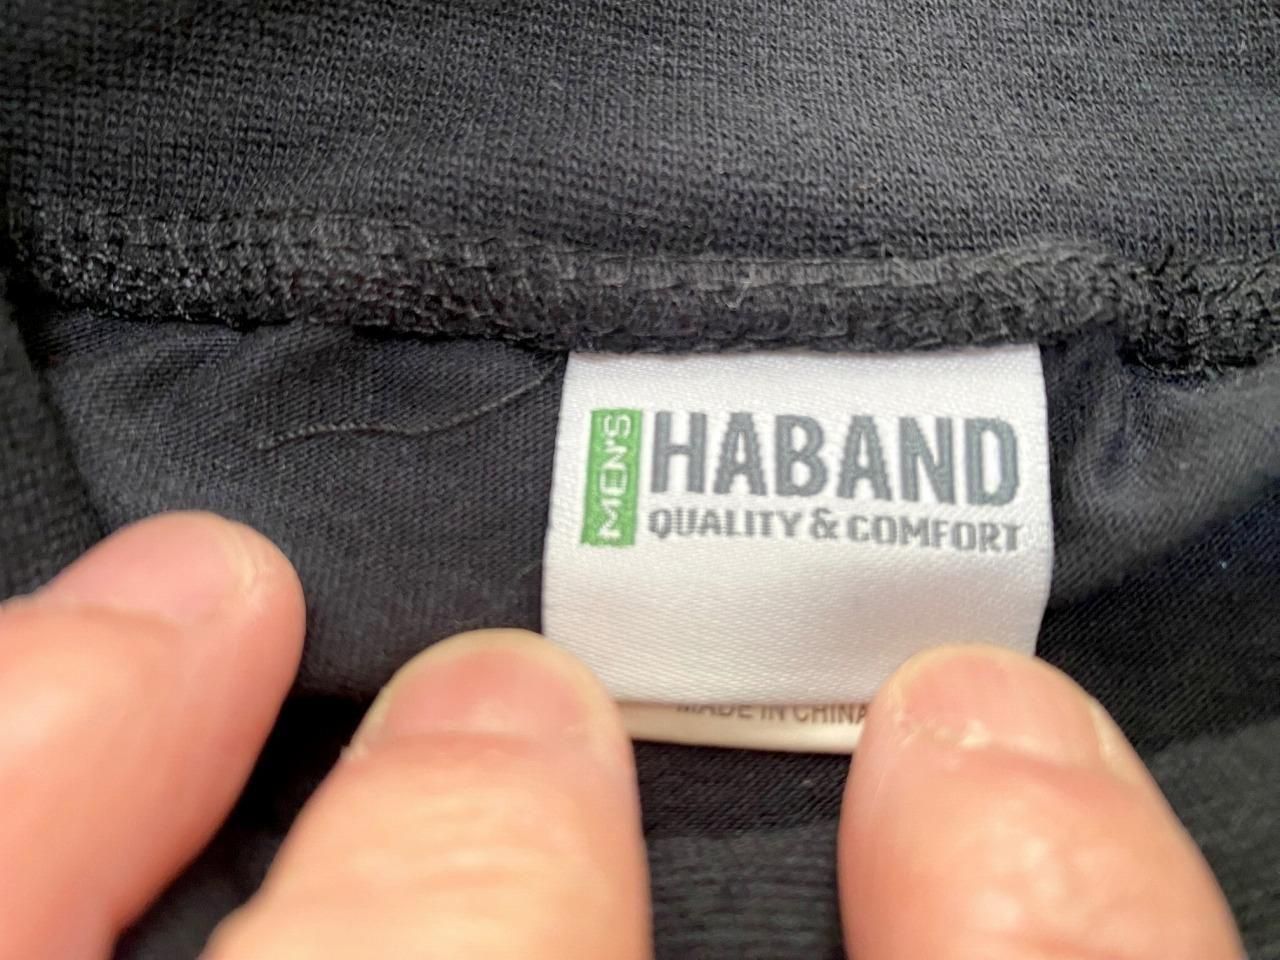 MEN'S
HABAND
QUALITY & COMFORT
MADE IN CHINA